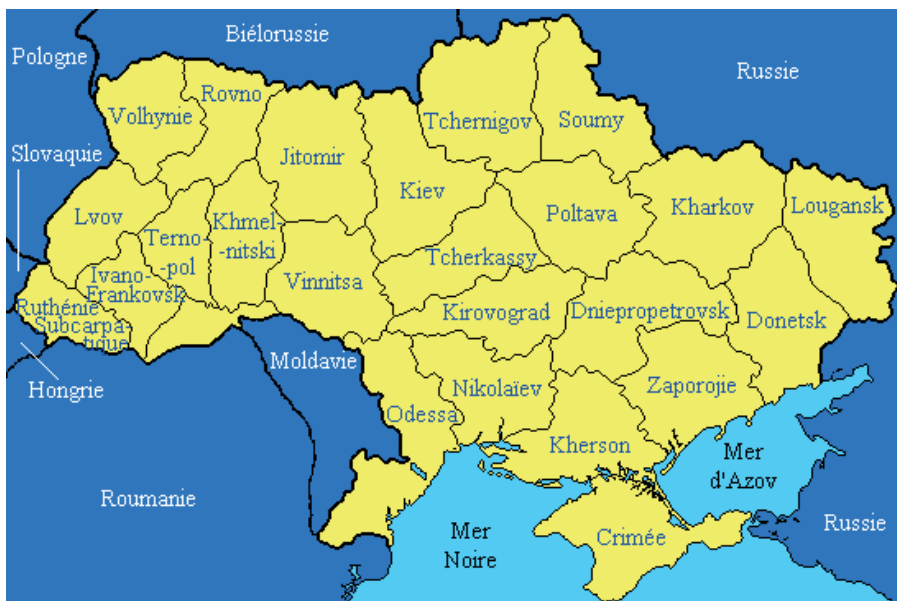 Biélorussie
Pologne
Russie
Rovno
Volhynie
Tchernigov
Soumy
Slovaquie
Jitomir
Kiev
Poltava
Kharkov
Lougansk
Lvov
Khmel-
-nitski
Terno-
-pol
Tcherkassy
Vinnitsa
Ivano-
Frankovsk
Ruthénie
Subcarpa-
-tique
Kirovograd
Dniepropetrovsk
Donetsk
Moldavie
Hongrie
Nikolaïev
Zaporojie
Odessa
Kherson
Mer
d'Azov
Roumanie
Russie
Mer
Noire
Crimée